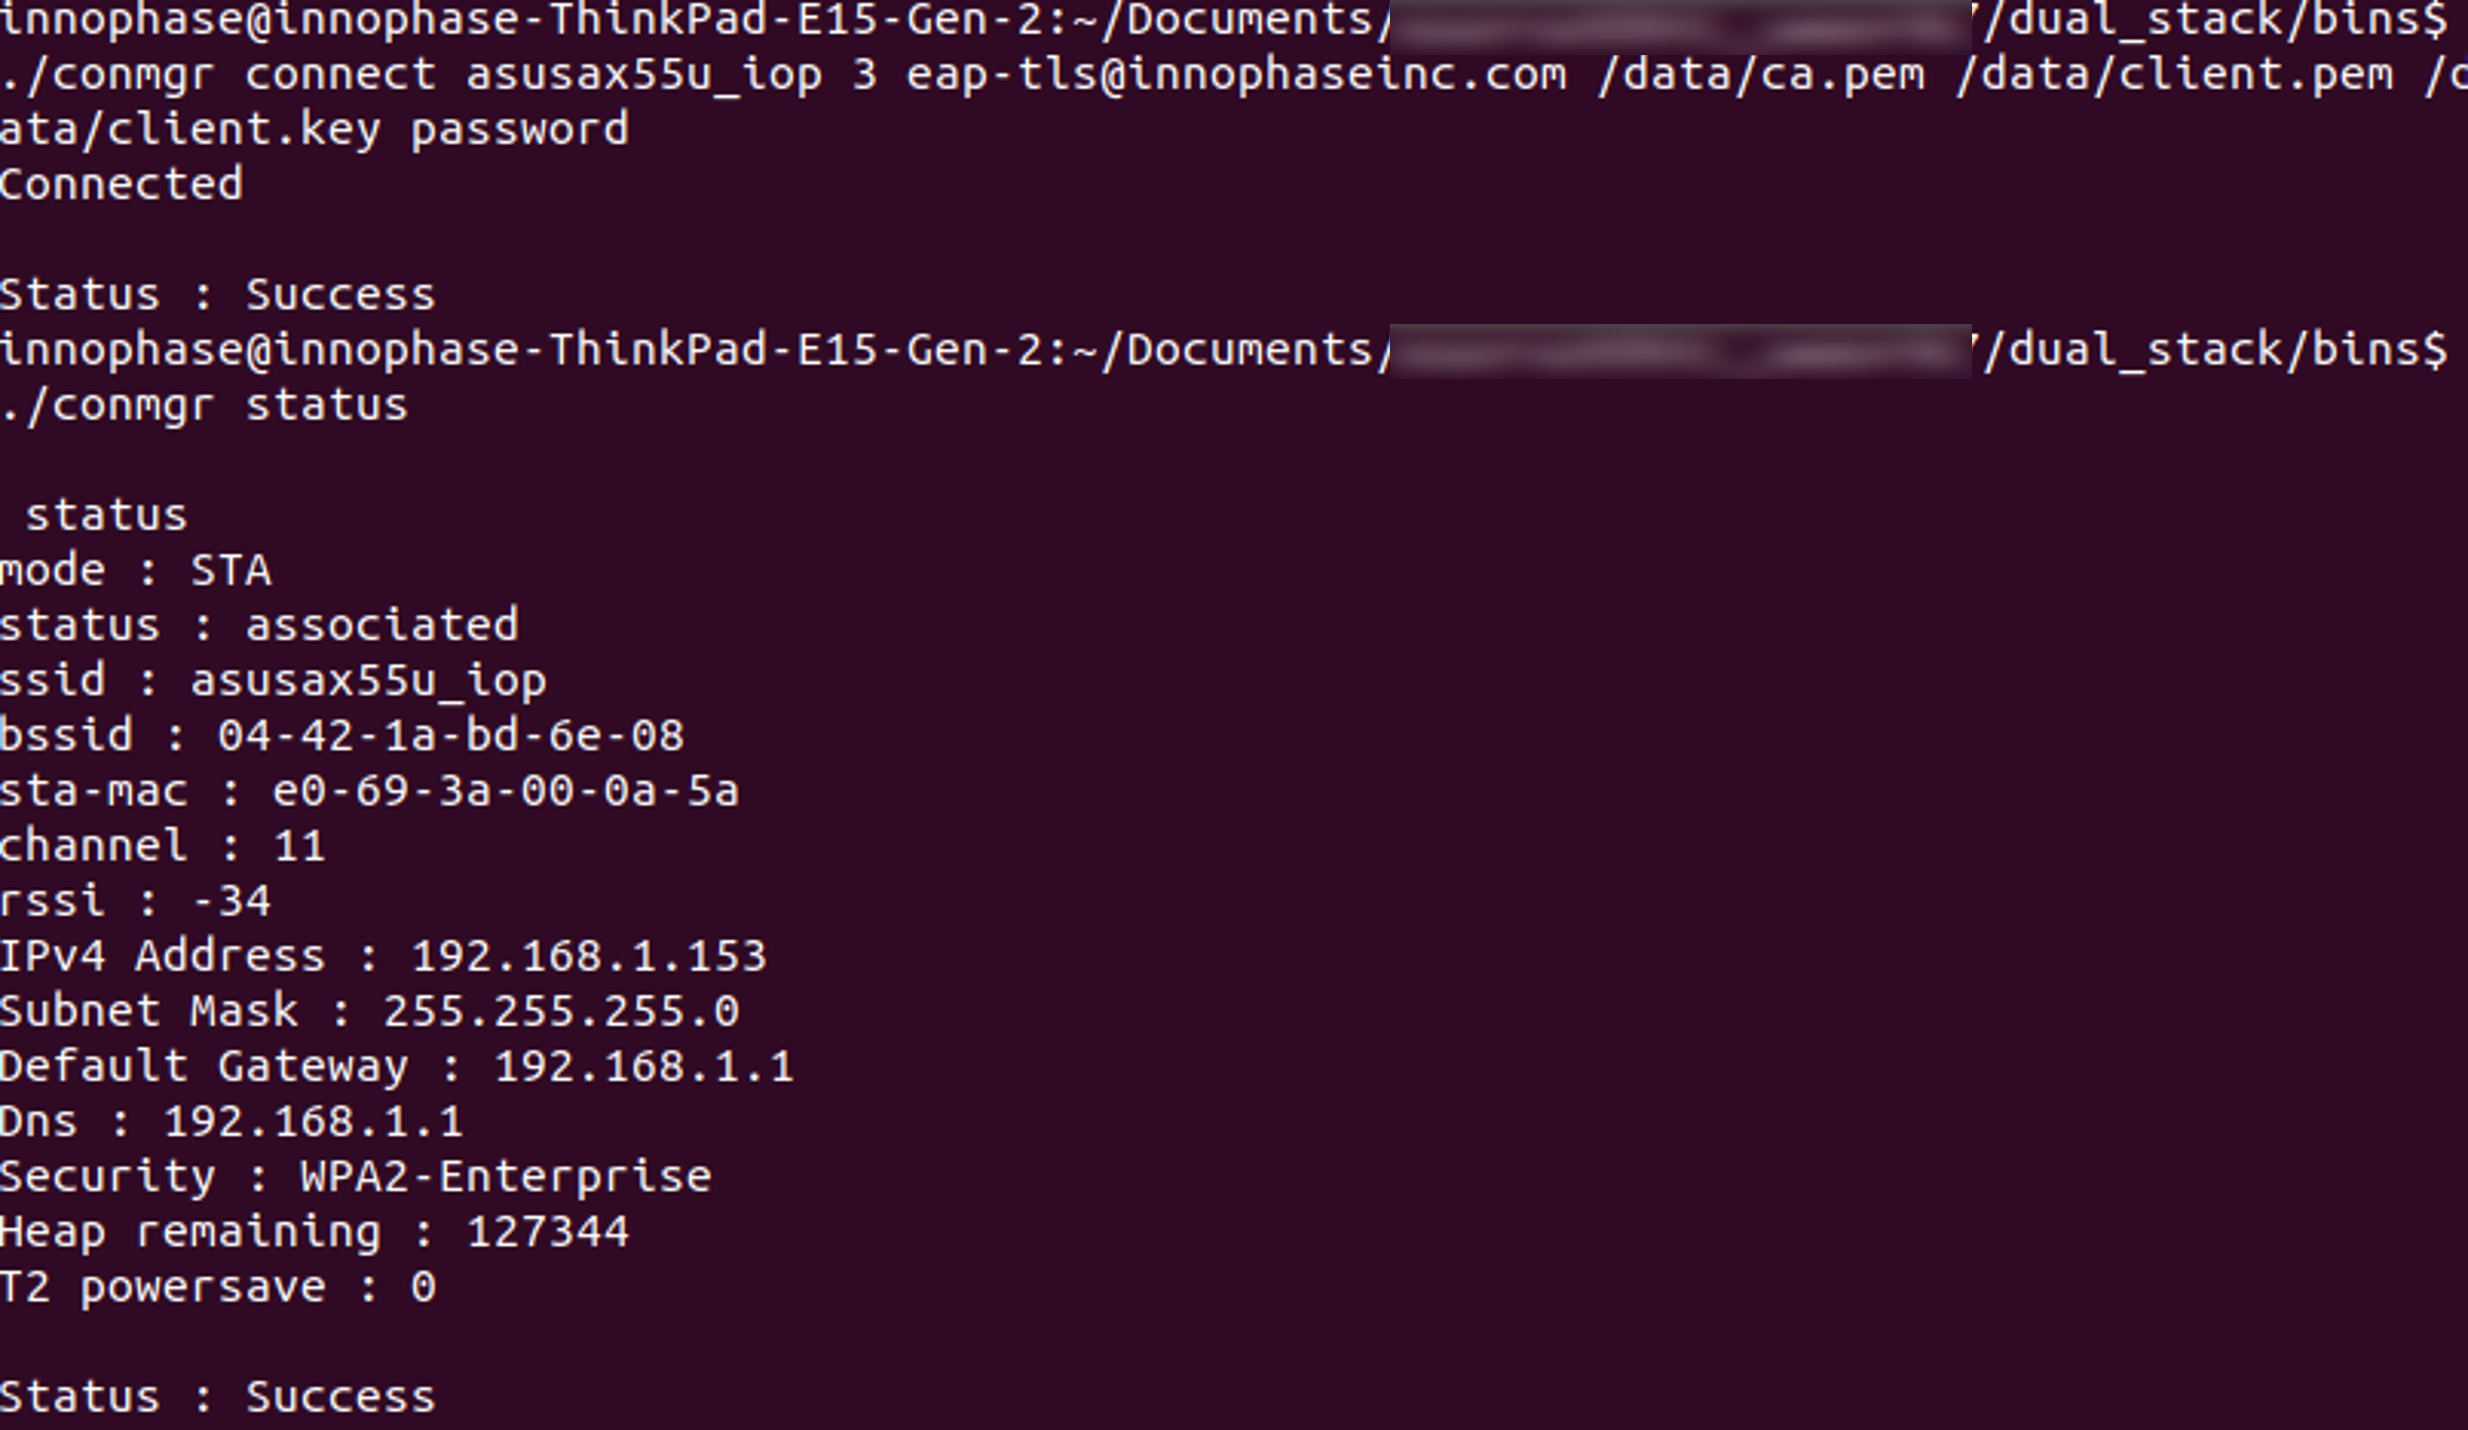 innophase@innophase-ThinkPad-E15-Gen-2:~/Documents/ /dual_stack/bins$
./conmgr connect asusax55u_iop 3 eap-tls@innophaseinc.com /data/ca.pem /data/client.pem /d
ata/client.key password
Connected
Status : Success
innophase@innophase-ThinkPad-E15-Gen-2:~/Documents/ /dual_stack/bins$
./conmgr status
status
mode : STA
status : associated
ssid : asusax55u_iop
bssid : 04-42-1a-bd-6e-08
sta-mac : e0-69-3a-00-0a-5a
channel : 11
rssi : -34
IPv4 Address : 192.168.1.153
Subnet Mask : 255.255.255.0
Default Gateway : 192.168.1.1
Dns : 192.168.1.1
Security : WPA2-Enterprise
Heap remaining : 127344
T2 powersave : 0
Status : Success